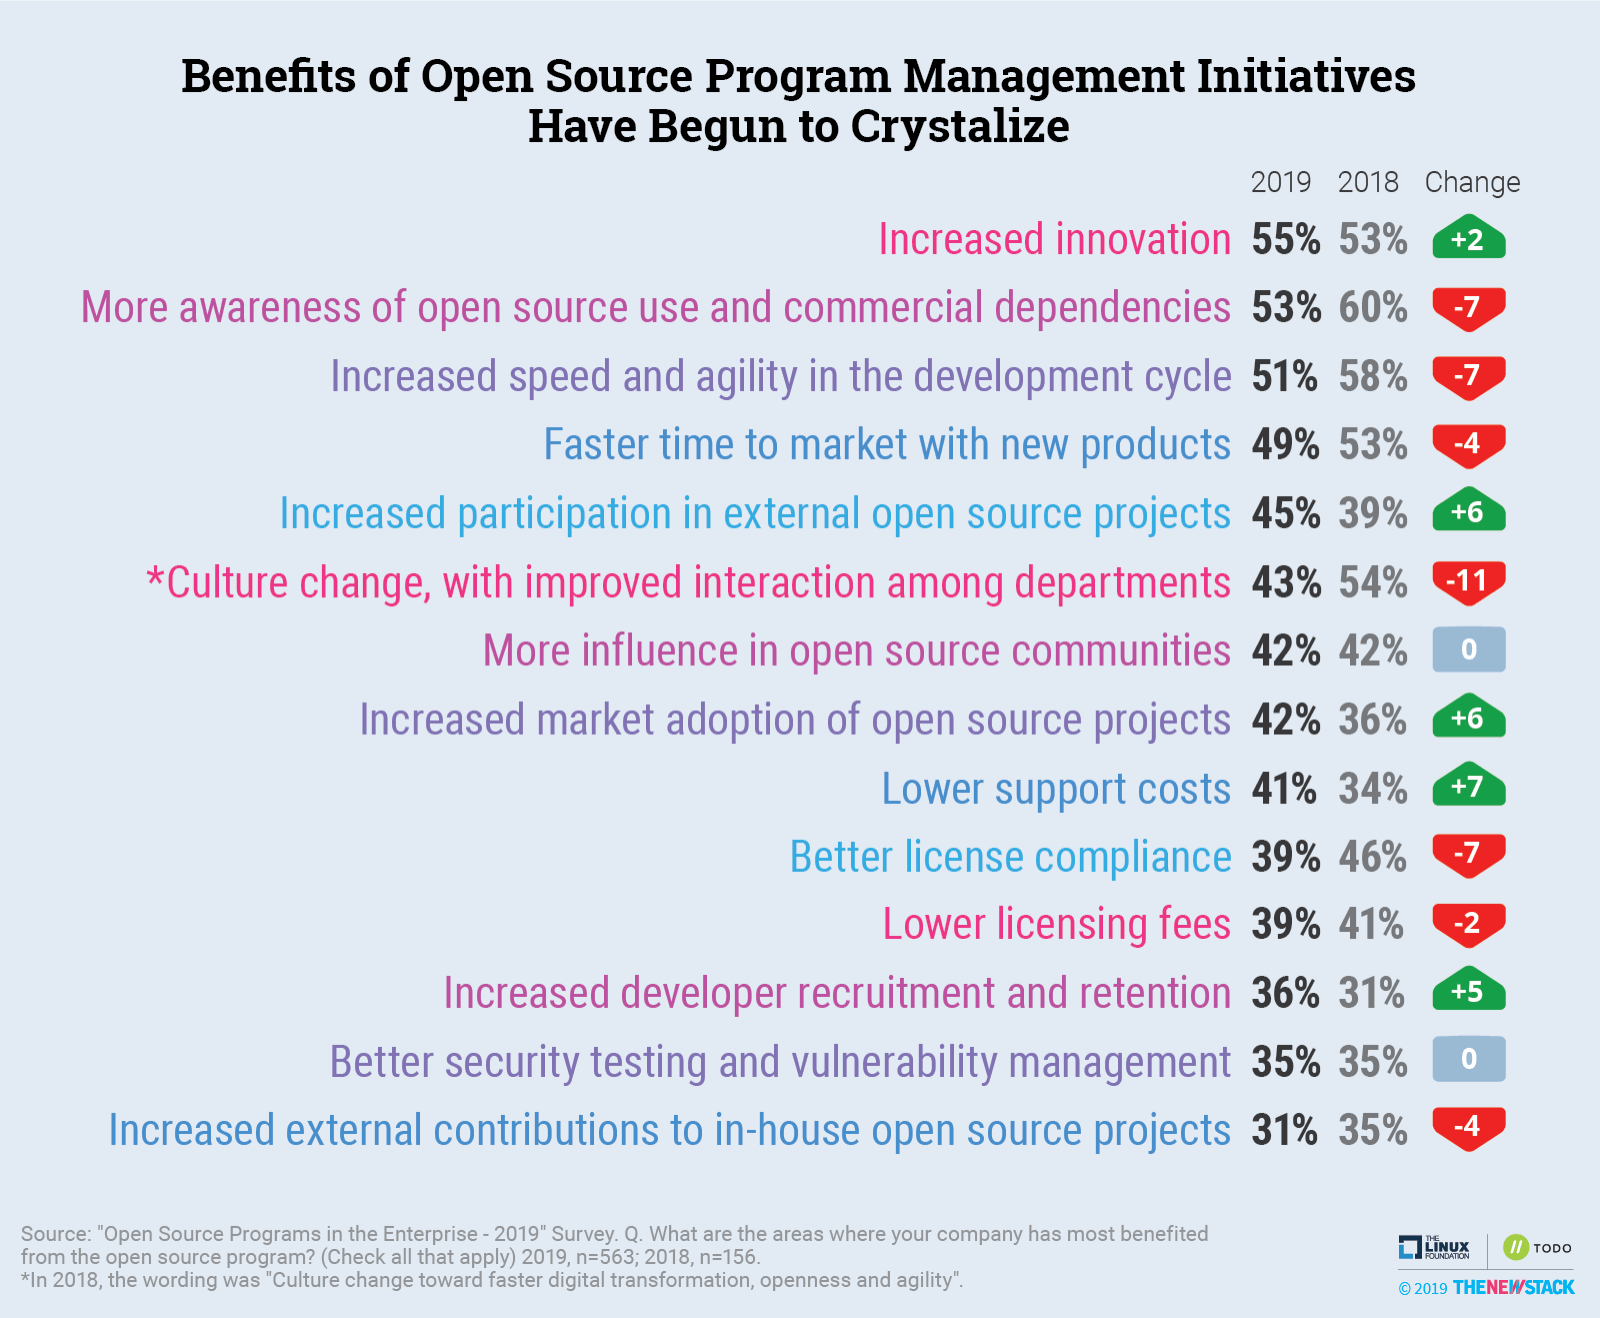 Benefits of Open Source Program Management Initiatives
Have Begun to Crystalize
2019 2018 Change
Increased innovation 55% 53% +2
More awareness of open source use and commercial dependencies 53% 60% -7
Increased speed and agility in the development cycle 51% 58% -7
Faster time to market with new products 49% 53% -4
Increased participation in external open source projects 45% 39% +6
*Culture change, with improved interaction among departments 43% 54% -11
More influence in open source communities 42% 42% 0
Increased market adoption of open source projects 42% 36% +6
Lower support costs 41% 34% +7
Better license compliance 39% 46% -7
Lower licensing fees 39% 41% -2
Increased developer recruitment and retention 36% 31% +5
Better security testing and vulnerability management 35% 35% 0
Increased external contributions to in-house open source projects 31% 35% -4
Source: "Open Source Programs in the Enterprise - 2019" Survey. Q. What are the areas where your company has most benefited
from the open source program? (Check all that apply) 2019, n=563; 2018, n=156.
*In 2018, the wording was "Culture change toward faster digital transformation, openness and agility".
THE
LINUX
FOUNDATION
// TODO
© 2019 THENEWSTACK